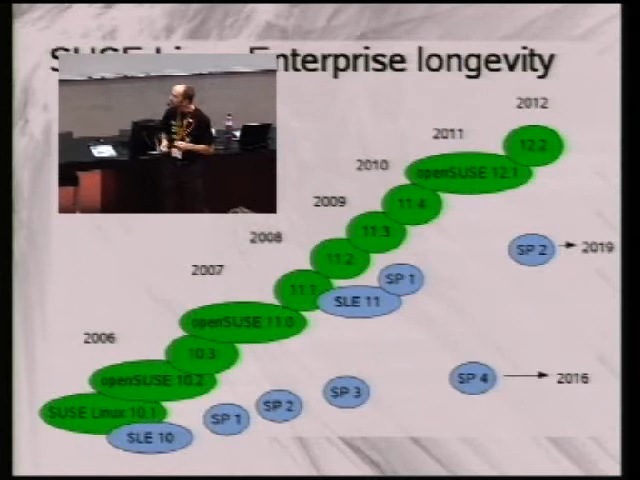 SUSE Linux Enterprise longevity
2012
2011
12.2
2010
openSUSE 12.1
2009
11.4
2008
11.3
SP 2
2019
2007
11.2
SP 1
11.1
SLE 11
openSUSE 11.0
2006
10.3
openSUSE 10.2
SP 4
2016
SP 3
SUSE Linux 10.1
SP 1
SP 2
SLE 10